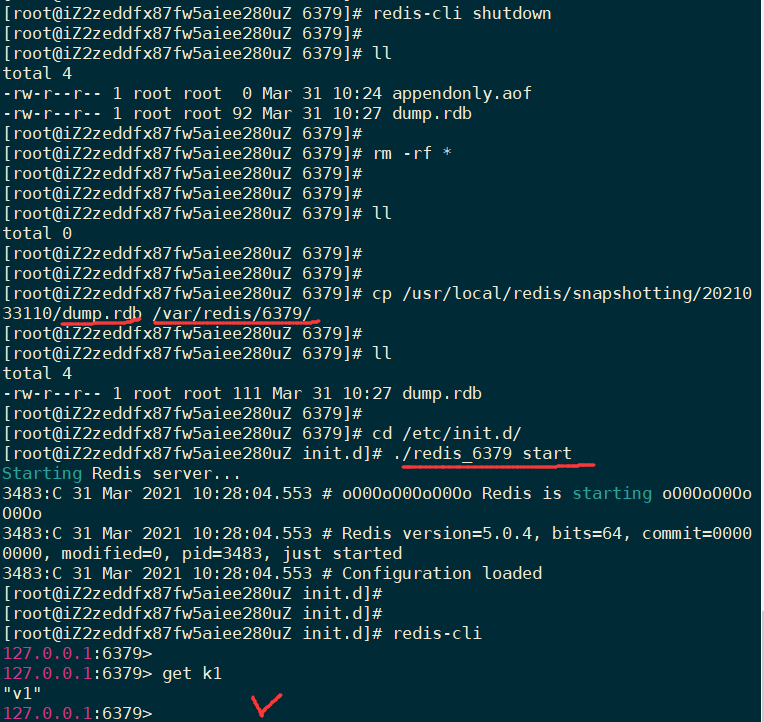 [root@iZ2zeddfx87fw5aiee280uZ 6379]# redis-cli shutdown
[root@iZ2zeddfx87fw5aiee280uZ 6379]#
[root@iZ2zeddfx87fw5aiee280uZ 6379]# ll
total 4
-rw-r--r-- 1 root root  0 Mar 31 10:24 appendonly.aof
-rw-r--r-- 1 root root 92 Mar 31 10:27 dump.rdb
[root@iZ2zeddfx87fw5aiee280uZ 6379]#
[root@iZ2zeddfx87fw5aiee280uZ 6379]# rm -rf *
[root@iZ2zeddfx87fw5aiee280uZ 6379]#
[root@iZ2zeddfx87fw5aiee280uZ 6379]#
[root@iZ2zeddfx87fw5aiee280uZ 6379]# ll
total 0
[root@iZ2zeddfx87fw5aiee280uZ 6379]#
[root@iZ2zeddfx87fw5aiee280uZ 6379]#
[root@iZ2zeddfx87fw5aiee280uZ 6379]# cp /usr/local/redis/snapshotting/20210
33110/dump.rdb /var/redis/6379/
[root@iZ2zeddfx87fw5aiee280uZ 6379]#
[root@iZ2zeddfx87fw5aiee280uZ 6379]# ll
total 4
-rw-r--r-- 1 root root 111 Mar 31 10:27 dump.rdb
[root@iZ2zeddfx87fw5aiee280uZ 6379]#
[root@iZ2zeddfx87fw5aiee280uZ 6379]# cd /etc/init.d/
[root@iZ2zeddfx87fw5aiee280uZ init.d]# ./redis_6379 start
Starting Redis server...
3483:C 31 Mar 2021 10:28:04.553 # oO0OoO0OoO0Oo Redis is starting oO0OoO0Oo
O0Oo
3483:C 31 Mar 2021 10:28:04.553 # Redis version=5.0.4, bits=64, commit=0000
0000, modified=0, pid=3483, just started
3483:C 31 Mar 2021 10:28:04.553 # Configuration loaded
[root@iZ2zeddfx87fw5aiee280uZ init.d]#
[root@iZ2zeddfx87fw5aiee280uZ init.d]#
[root@iZ2zeddfx87fw5aiee280uZ init.d]# redis-cli
127.0.0.1:6379>
127.0.0.1:6379> get k1
"v1"
127.0.0.1:6379>